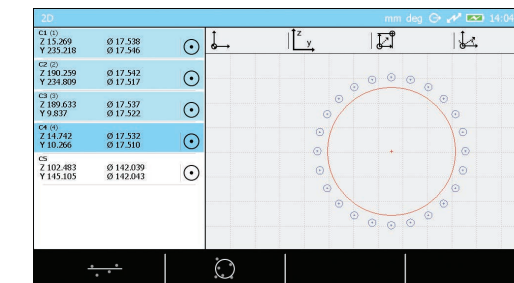 2D mm deg 14:04
C1 (1)
Z 15.269 Ø 17.538
Y 235.218 Ø 17.546
C2 (2)
Z 190.259 Ø 17.542
Y 234.809 Ø 17.517
C3 (3)
Z 189.633 Ø 17.537
Y 9.837 Ø 17.522
C4 (4)
Z 14.742 Ø 17.532
Y 10.266 Ø 17.510
C5
Z 102.483 Ø 142.039
Y 145.105 Ø 142.043
z
y